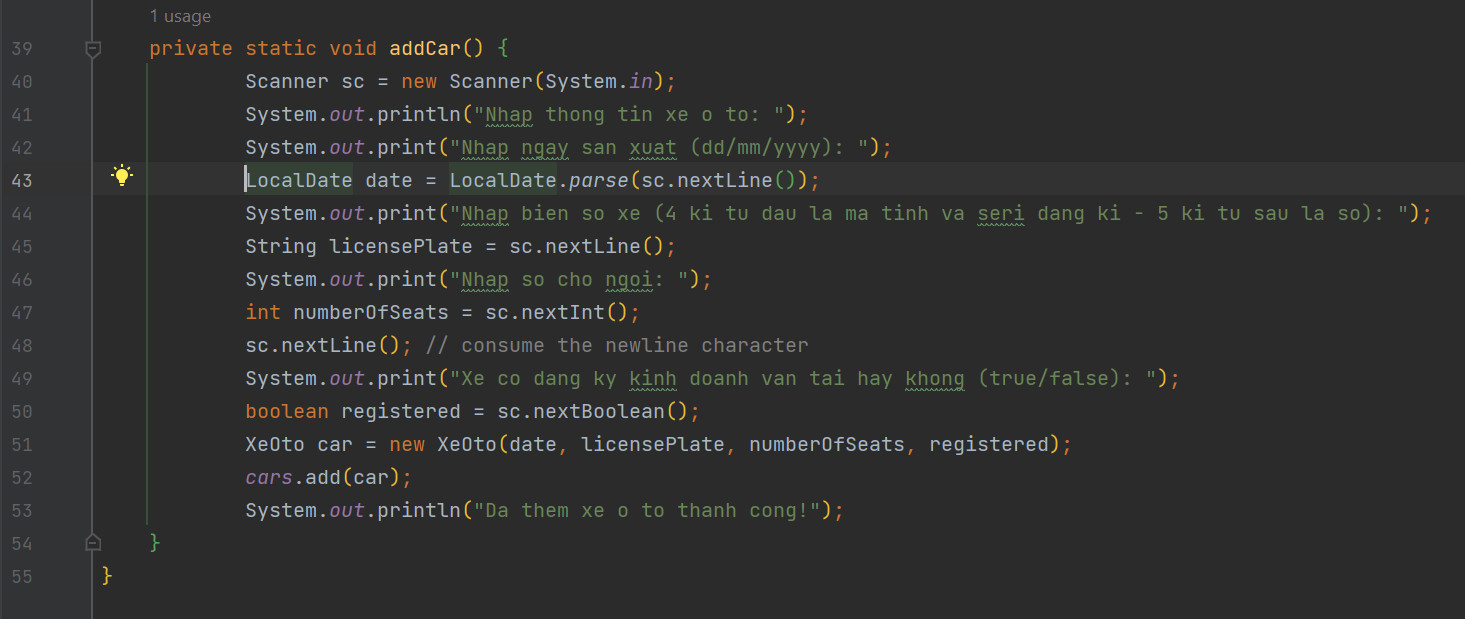 1 usage
39 private static void addCar() {
40 Scanner sc = new Scanner(System.in);
41 System.out.println("Nhap thong tin xe o to: ");
42 System.out.print("Nhap ngay san xuat (dd/mm/yyyy): ");
43 LocalDate date = LocalDate.parse(sc.nextLine());
44 System.out.print("Nhap bien so xe (4 ki tu dau la ma tinh va seri dang ki - 5 ki tu sau la so): ");
45 String licensePlate = sc.nextLine();
46 System.out.print("Nhap so cho ngoi: ");
47 int numberOfSeats = sc.nextInt();
48 sc.nextLine(); // consume the newline character
49 System.out.print("Xe co dang ky kinh doanh van tai hay khong (true/false): ");
50 boolean registered = sc.nextBoolean();
51 XeOto car = new XeOto(date, licensePlate, numberOfSeats, registered);
52 cars.add(car);
53 System.out.println("Da them xe o to thanh cong!");
54 }
55 }